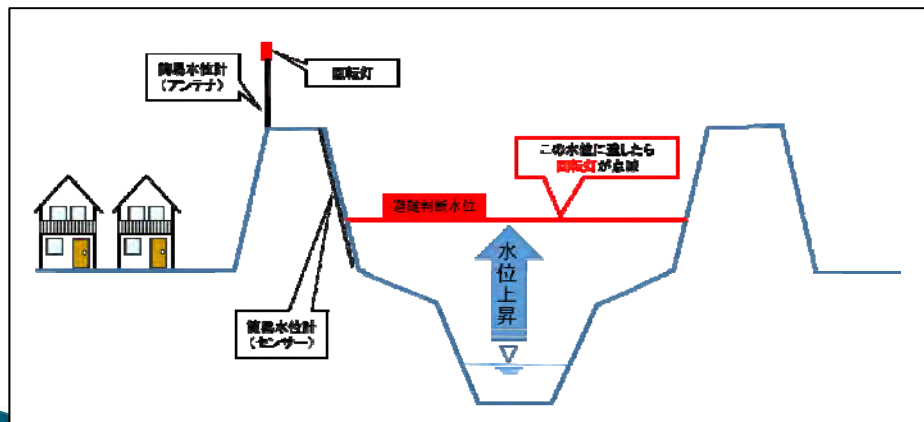 簡易水位計
(アンテナ)
回転灯
この水位に達したら
回転灯が点滅
避難判断水位
水位上昇
簡易水位計
(センサー)